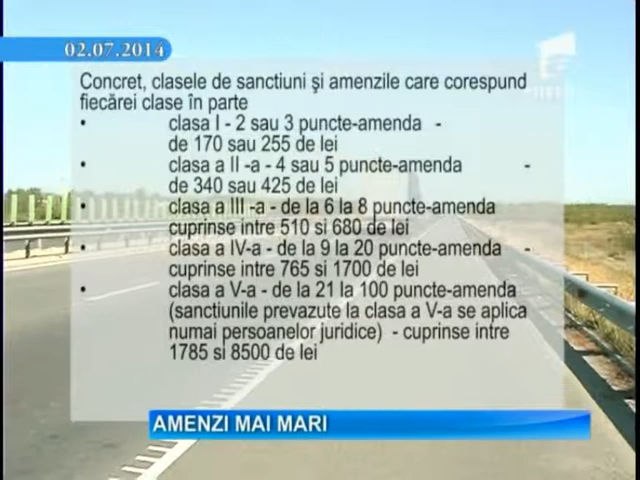 02.07.2014
Concret, clasele de sanctiuni şi amenzile care corespund
fiecărei clase în parte
• clasa I - 2 sau 3 puncte-amenda -
de 170 sau 255 de lei
• clasa a II -a - 4 sau 5 puncte-amenda -
de 340 sau 425 de lei
• clasa a III -a - de la 6 la 8 puncte-amenda
cuprinse intre 510 si 680 de lei
• clasa a IV-a - de la 9 la 20 puncte-amenda -
cuprinse intre 765 si 1700 de lei
• clasa a V-a - de la 21 la 100 puncte-amenda
(sanctiunile prevazute la clasa a V-a se aplica
numai persoanelor juridice) - cuprinse intre
1785 si 8500 de lei
AMENZI MAI MARI